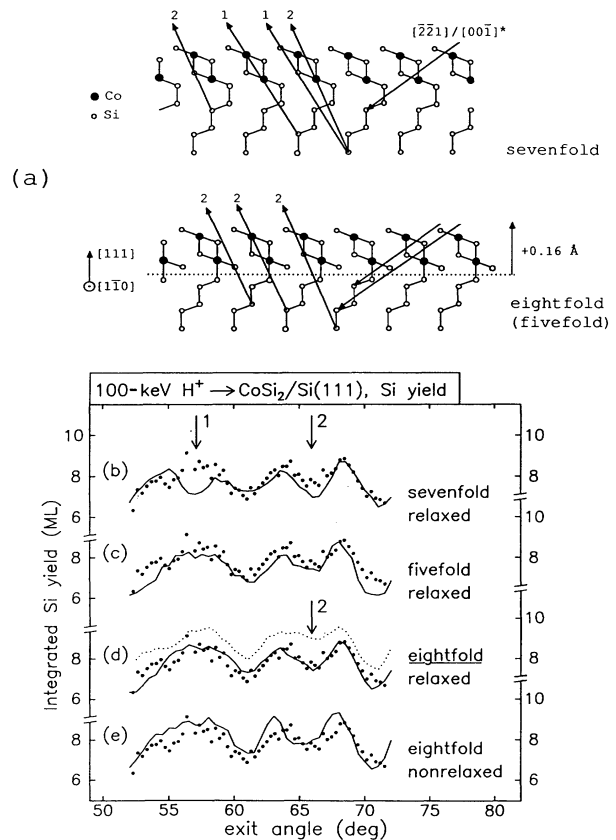 2 1 1 2 [2̄2̄1]/[001̄]*
● Co
○ Si
sevenfold
(a)
2 2 2
[111]
[11̄0]
+0.16 Å
eightfold
(fivefold)
100-keV H⁺ → CoSi₂/Si(111), Si yield
1 2
10 10
(b)
8
sevenfold
relaxed
6 8
10
(c)
8
fivefold
relaxed
6 8
2
10
(d)
8
eightfold
relaxed
6 8
10
(e)
8
eightfold
nonrelaxed
6 6
Integrated Si yield (ML)
50 55 60 65 70 75 80
exit angle (deg)